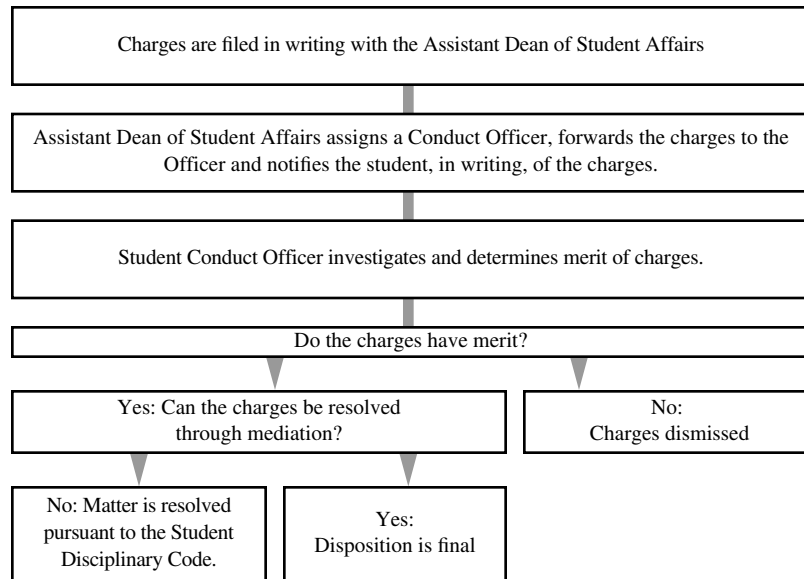 Charges are filed in writing with the Assistant Dean of Student Affairs
Assistant Dean of Student Affairs assigns a Conduct Officer, forwards the charges to the
Officer and notifies the student, in writing, of the charges.
Student Conduct Officer investigates and determines merit of charges.
Do the charges have merit?
Yes: Can the charges be resolved
through mediation?
No:
Charges dismissed
No: Matter is resolved
pursuant to the Student
Disciplinary Code.
Yes:
Disposition is final